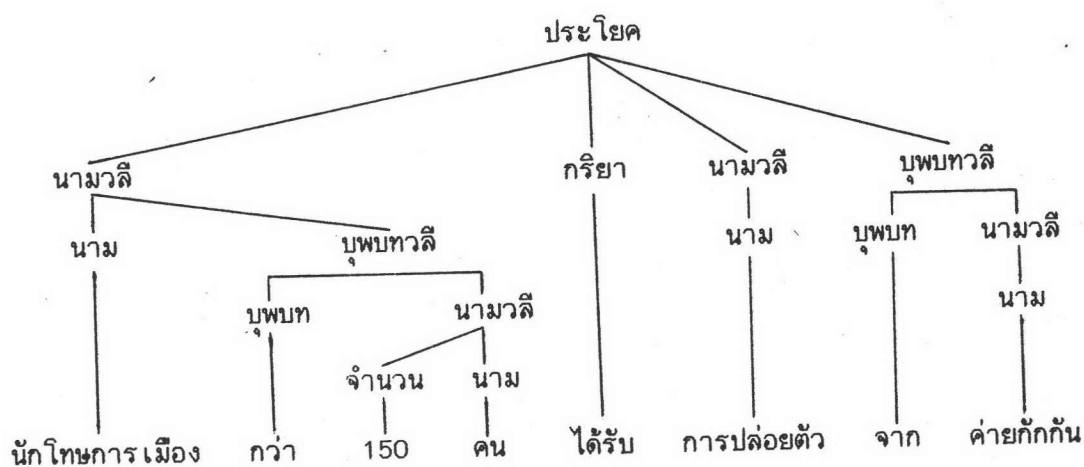 ประโยค
นามวลี กริยา นามวลี บุพบทวลี
นาม บุพบทวลี นาม บุพบท นามวลี
บุพบท นามวลี นาม
จำนวน นาม
นักโทษการเมือง กว่า 150 คน ได้รับ การปล่อยตัว จาก ค่ายกักกัน